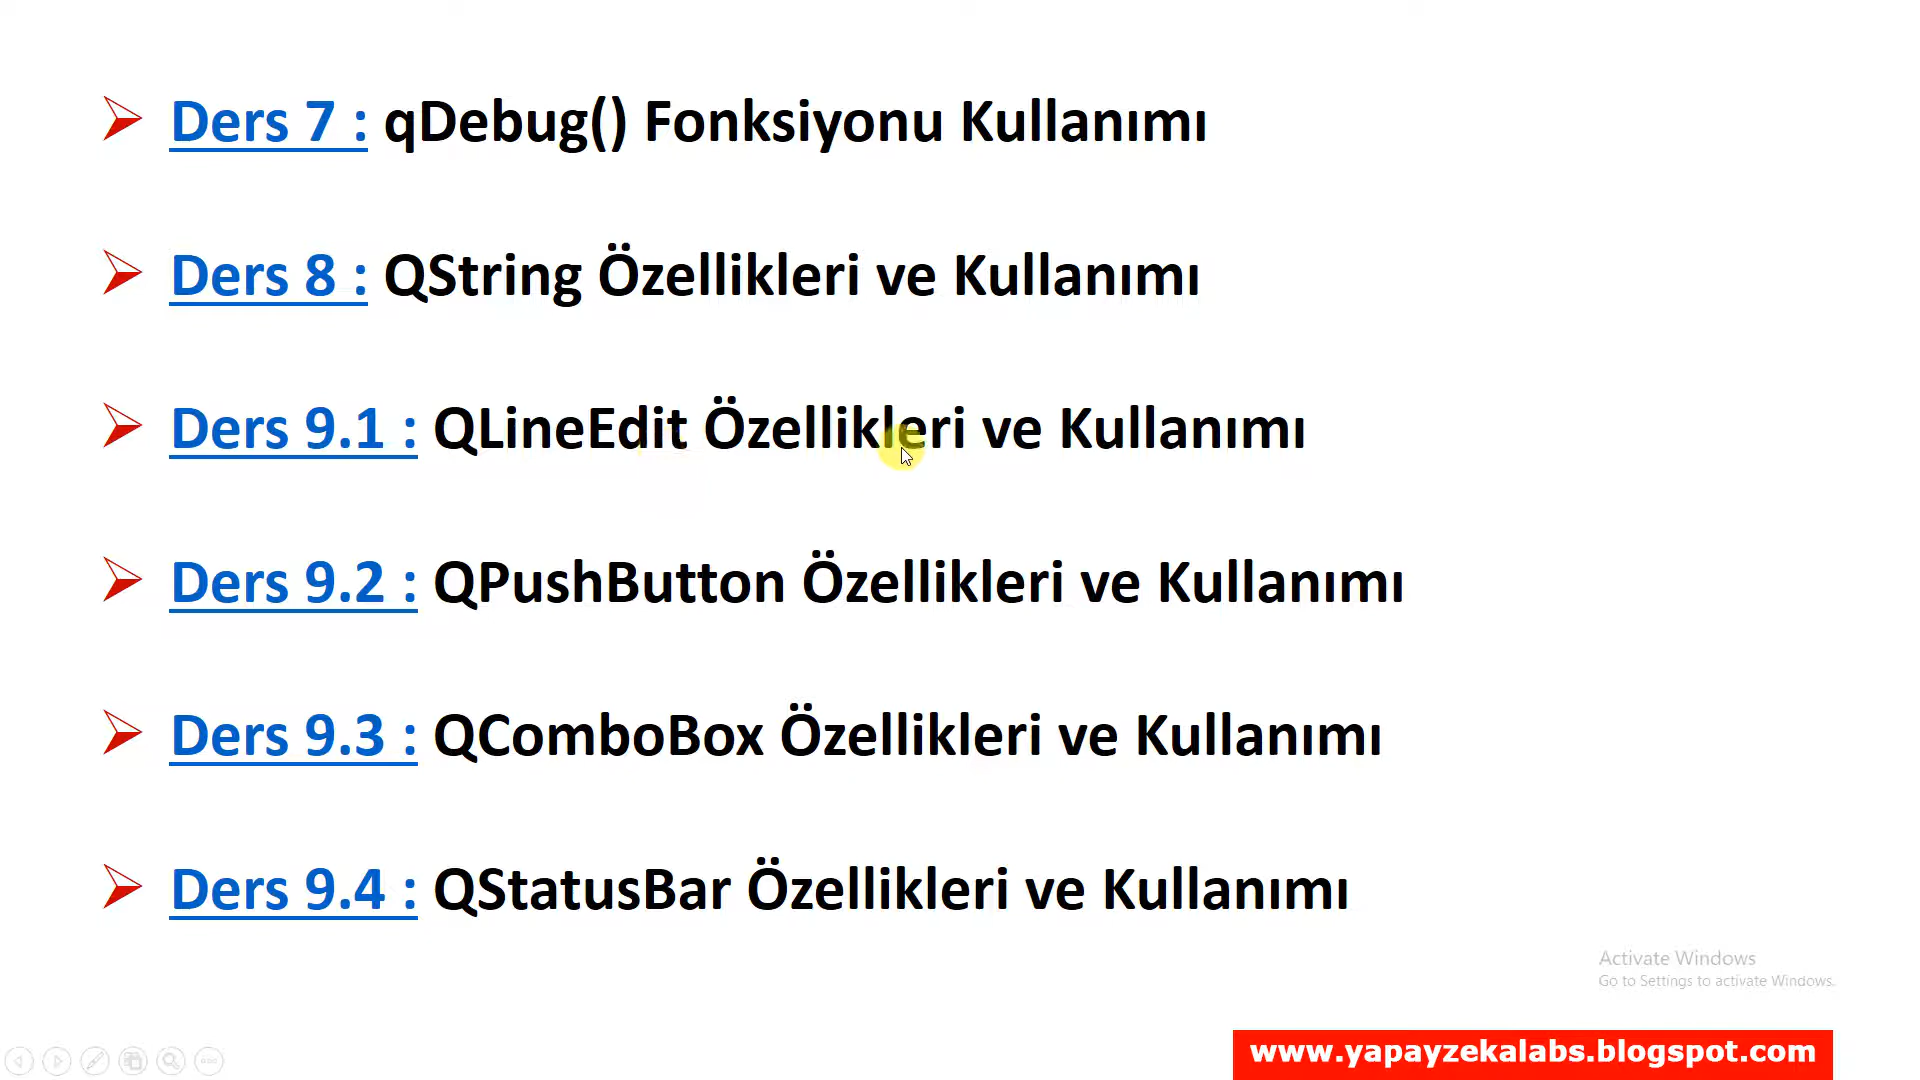 Ders 7 : qDebug() Fonksiyonu Kullanımı
Ders 8 : QString Özellikleri ve Kullanımı
Ders 9.1 : QLineEdit Özellikleri ve Kullanımı
Ders 9.2 : QPushButton Özellikleri ve Kullanımı
Ders 9.3 : QComboBox Özellikleri ve Kullanımı
Ders 9.4 : QStatusBar Özellikleri ve Kullanımı
Activate Windows
Go to Settings to activate Windows.
www.yapayzekalabs.blogspot.com